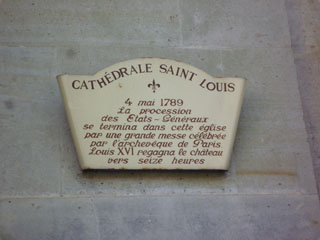 CATHÉDRALE SAINT LOUIS
4 mai 1789
La procession
des Etats-Généraux
se termina dans cette église
par une grande messe célébrée
par l'archevêque de Paris
Louis XVI regagna le château
vers seize heures